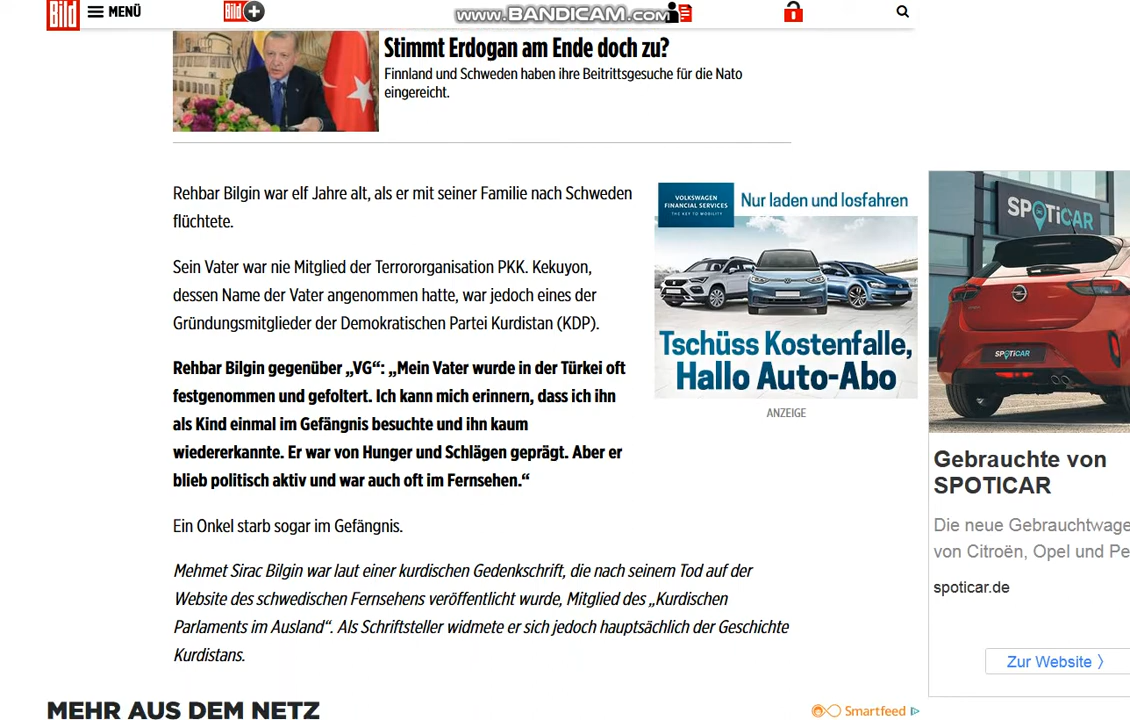 Bild
MENÜ
Bild
www.BANDICAM.com
Stimmt Erdogan am Ende doch zu?
Finnland und Schweden haben ihre Beitrittsgesuche für die Nato
eingereicht.
Rehbar Bilgin war elf Jahre alt, als er mit seiner Familie nach Schweden
flüchtete.
Sein Vater war nie Mitglied der Terrororganisation PKK. Kekuyon,
dessen Name der Vater angenommen hatte, war jedoch eines der
Gründungsmitglieder der Demokratischen Partei Kurdistan (KDP).
Rehbar Bilgin gegenüber „VG“: „Mein Vater wurde in der Türkei oft
festgenommen und gefoltert. Ich kann mich erinnern, dass ich ihn
als Kind einmal im Gefängnis besuchte und ihn kaum
wiedererkannte. Er war von Hunger und Schlägen geprägt. Aber er
blieb politisch aktiv und war auch oft im Fernsehen.“
Ein Onkel starb sogar im Gefängnis.
Mehmet Sirac Bilgin war laut einer kurdischen Gedenkschrift, die nach seinem Tod auf der
Website des schwedischen Fernsehens veröffentlicht wurde, Mitglied des „Kurdischen
Parlaments im Ausland“. Als Schriftsteller widmete er sich jedoch hauptsächlich der Geschichte
Kurdistans.
VOLKSWAGEN
FINANCIAL SERVICES
THE KEY TO MOBILITY
Nur laden und losfahren
Tschüss Kostenfalle,
Hallo Auto-Abo
ANZEIGE
SPOTiCAR
SPOTiCAR
Gebrauchte von
SPOTICAR
Die neue Gebrauchtwage
von Citroën, Opel und Pe
spoticar.de
Zur Website 〉
MEHR AUS DEM NETZ
Smartfeed